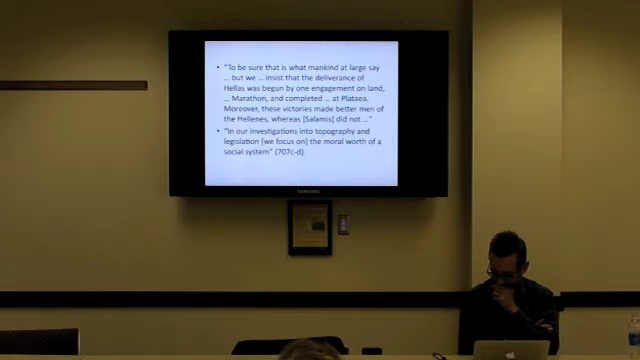 • "To be sure that is what mankind at large say
... but we ... insist that the deliverance of
Hellas was begun by one engagement on land,
... Marathon, and completed ... at Plataea.
Moreover, these victories made better men of
the Hellenes, whereas [Salamis] did not ..."
• "In our investigations into topography and
legislation [we focus on] the moral worth of a
social system" (707c-d).
SAMSUNG